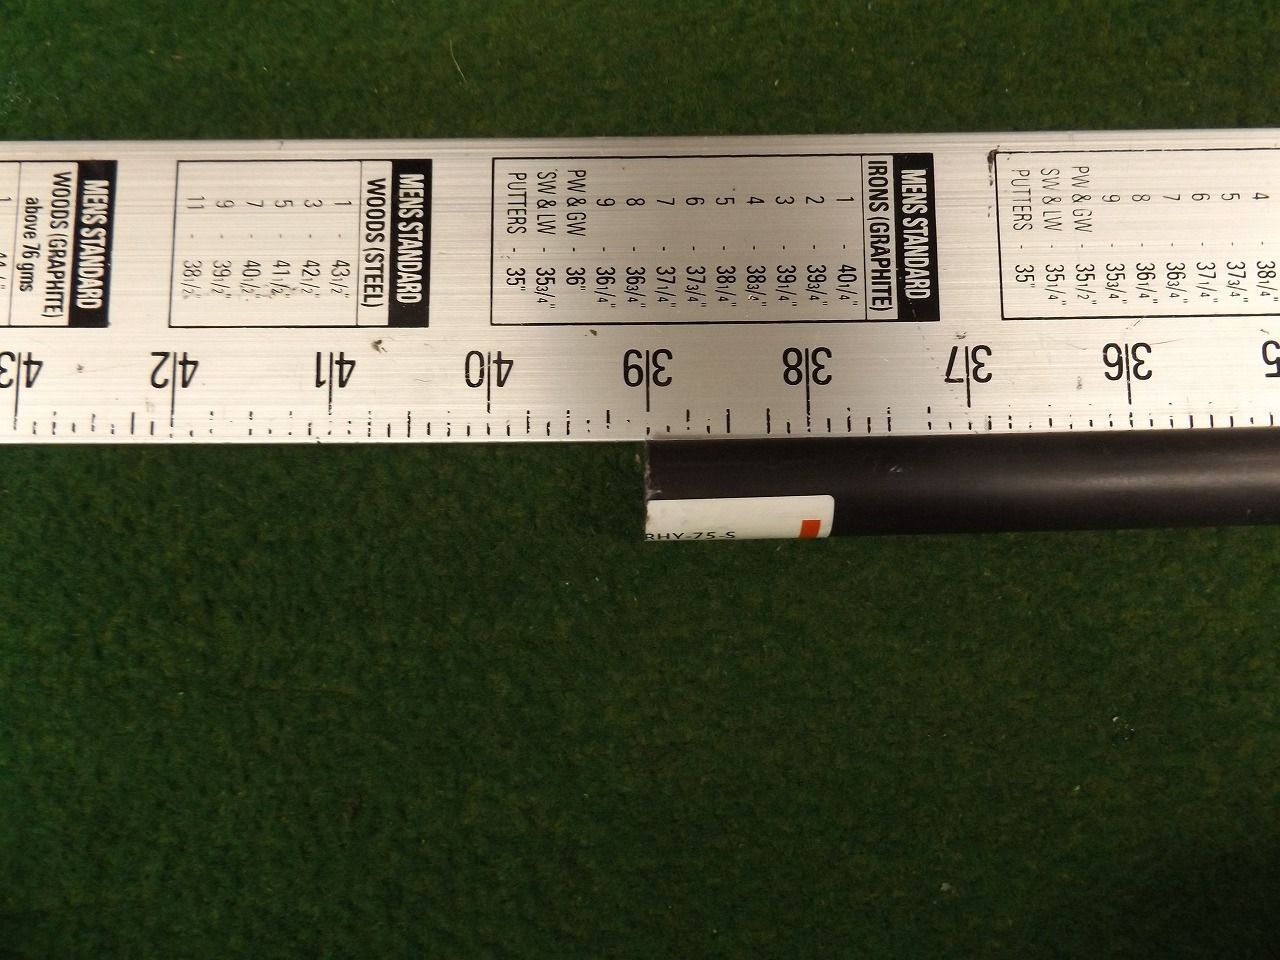 MENS STANDARD
WOODS (GRAPHITE)
above 76 gms
1
MENS STANDARD
WOODS (STEEL)
1 - 43 1/2"
3 - 42 1/2"
5 - 41 1/2"
7 - 40 1/2"
9 - 39 1/2"
11 - 38 1/2"
MENS STANDARD
IRONS (GRAPHITE)
1 - 40 1/4"
2 - 39 3/4"
3 - 39 1/4"
4 - 38 3/4"
5 - 38 1/4"
6 - 37 3/4"
7 - 37 1/4"
8 - 36 3/4"
9 - 36 1/4"
PW & GW - 36"
SW & LW - 35 3/4"
PUTTERS - 35"
4 - 38 1/4"
5 - 37 3/4"
6 - 37 1/4"
7 - 36 3/4"
8 - 36 1/4"
9 - 35 3/4"
PW & GW - 35 1/2"
SW & LW - 35 1/4"
PUTTERS - 35"
43 42 41 40 39 38 37 36 5
RHY-75-S